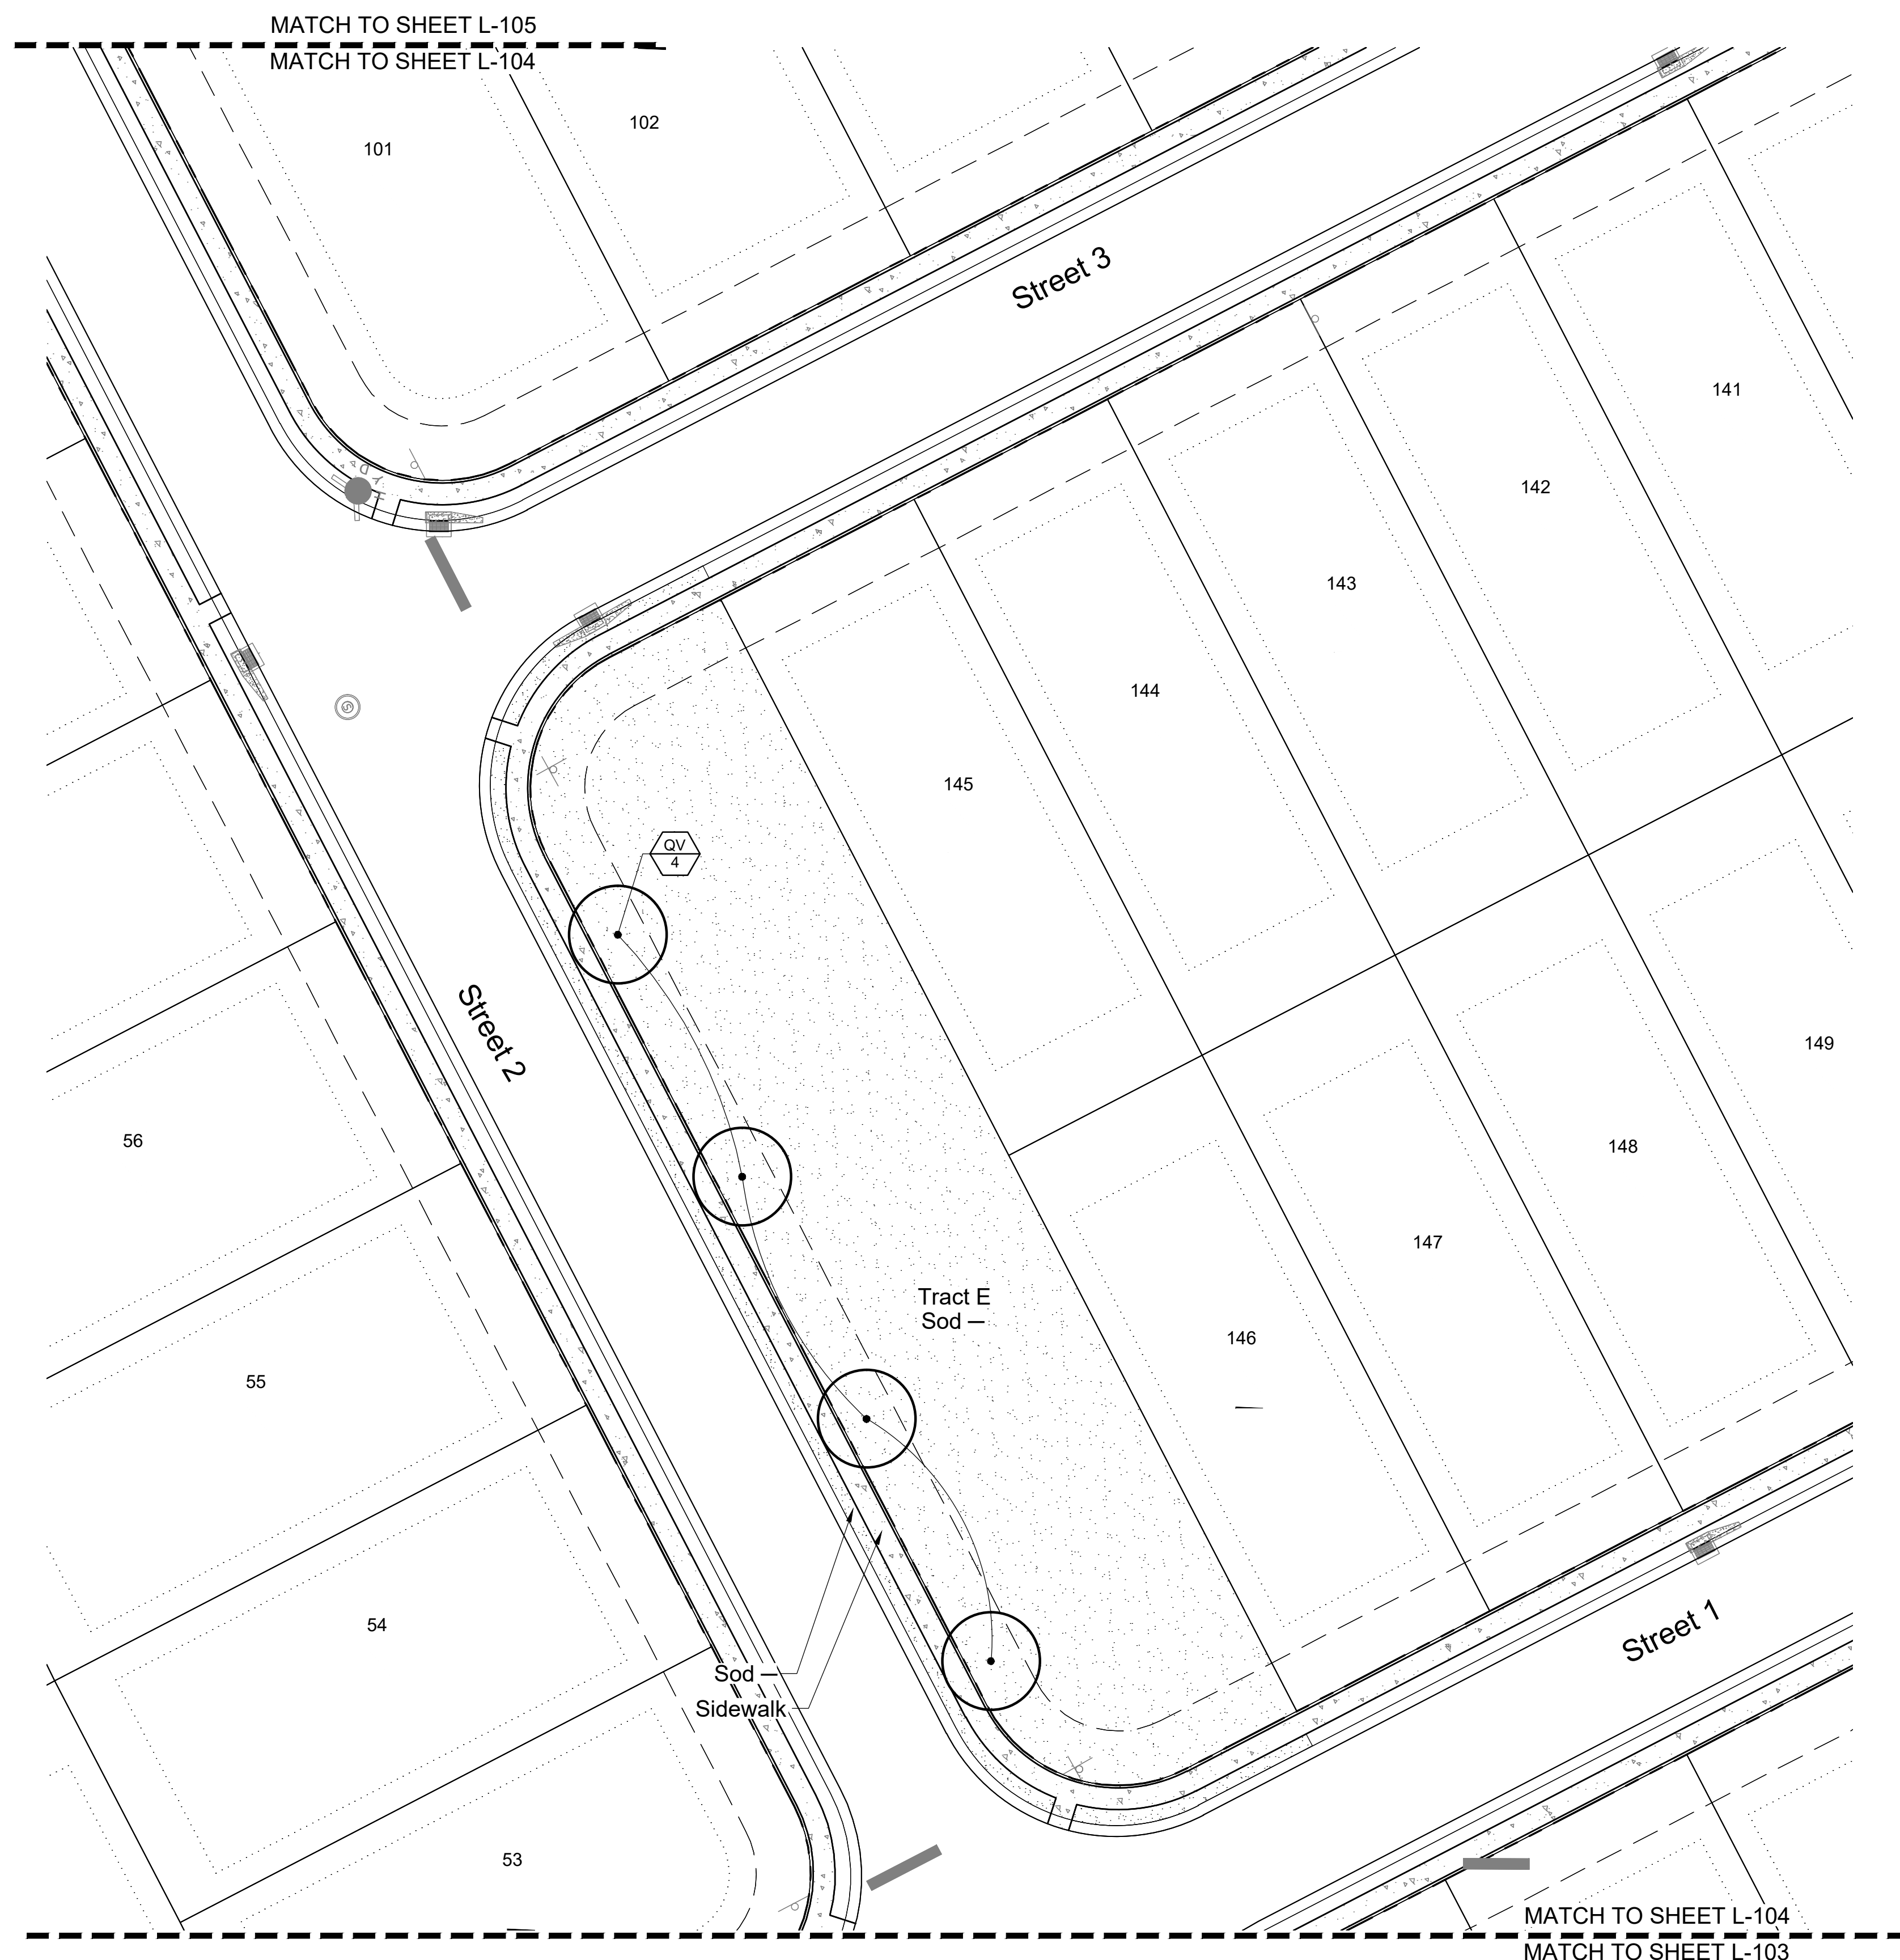 MATCH TO SHEET L-105
MATCH TO SHEET L-104
102
101
Street 3
141
HYD
142
143
144
S
145
QV
4
Street 2
149
56
148
147
Tract E
Sod —
146
55
54
Street 1
Sod —
Sidewalk
53
MATCH TO SHEET L-104
MATCH TO SHEET L-103